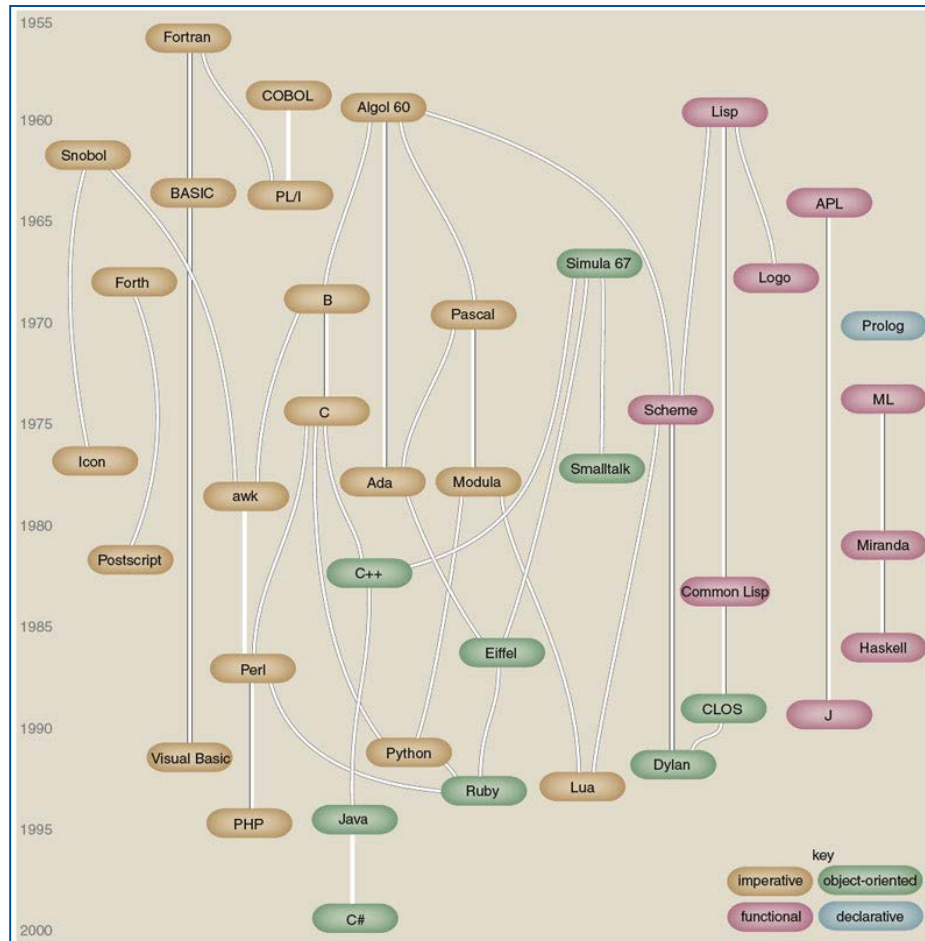 1955
Fortran
COBOL
Algol 60
Lisp
1960
Snobol
BASIC
PL/I
APL
1965
Simula 67
Logo
Forth
B
Pascal
Prolog
1970
ML
C
Scheme
1975
Icon
Smalltalk
awk
Ada
Modula
1980
Miranda
Postscript
C++
Common Lisp
1985
Eiffel
Haskell
Perl
CLOS
J
1990
Visual Basic
Python
Dylan
Ruby
Lua
PHP
Java
1995
key
imperative
object-oriented
functional
declarative
C#
2000